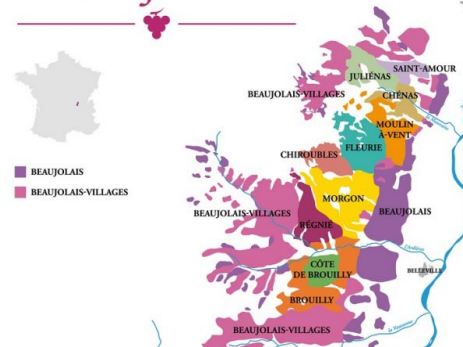 SAINT-AMOUR
JULIÉNAS
BEAUJOLAIS-VILLAGES
CHÉNAS
MOULIN
À-VENT
FLEURIE
CHIROUBLES
BEAUJOLAIS
BEAUJOLAIS-VILLAGES
MORGON
BEAUJOLAIS-VILLAGES
BEAUJOLAIS
RÉGNIÉ
CÔTE
DE BROUILLY
BELLEVILLE
BROUILLY
BEAUJOLAIS-VILLAGES